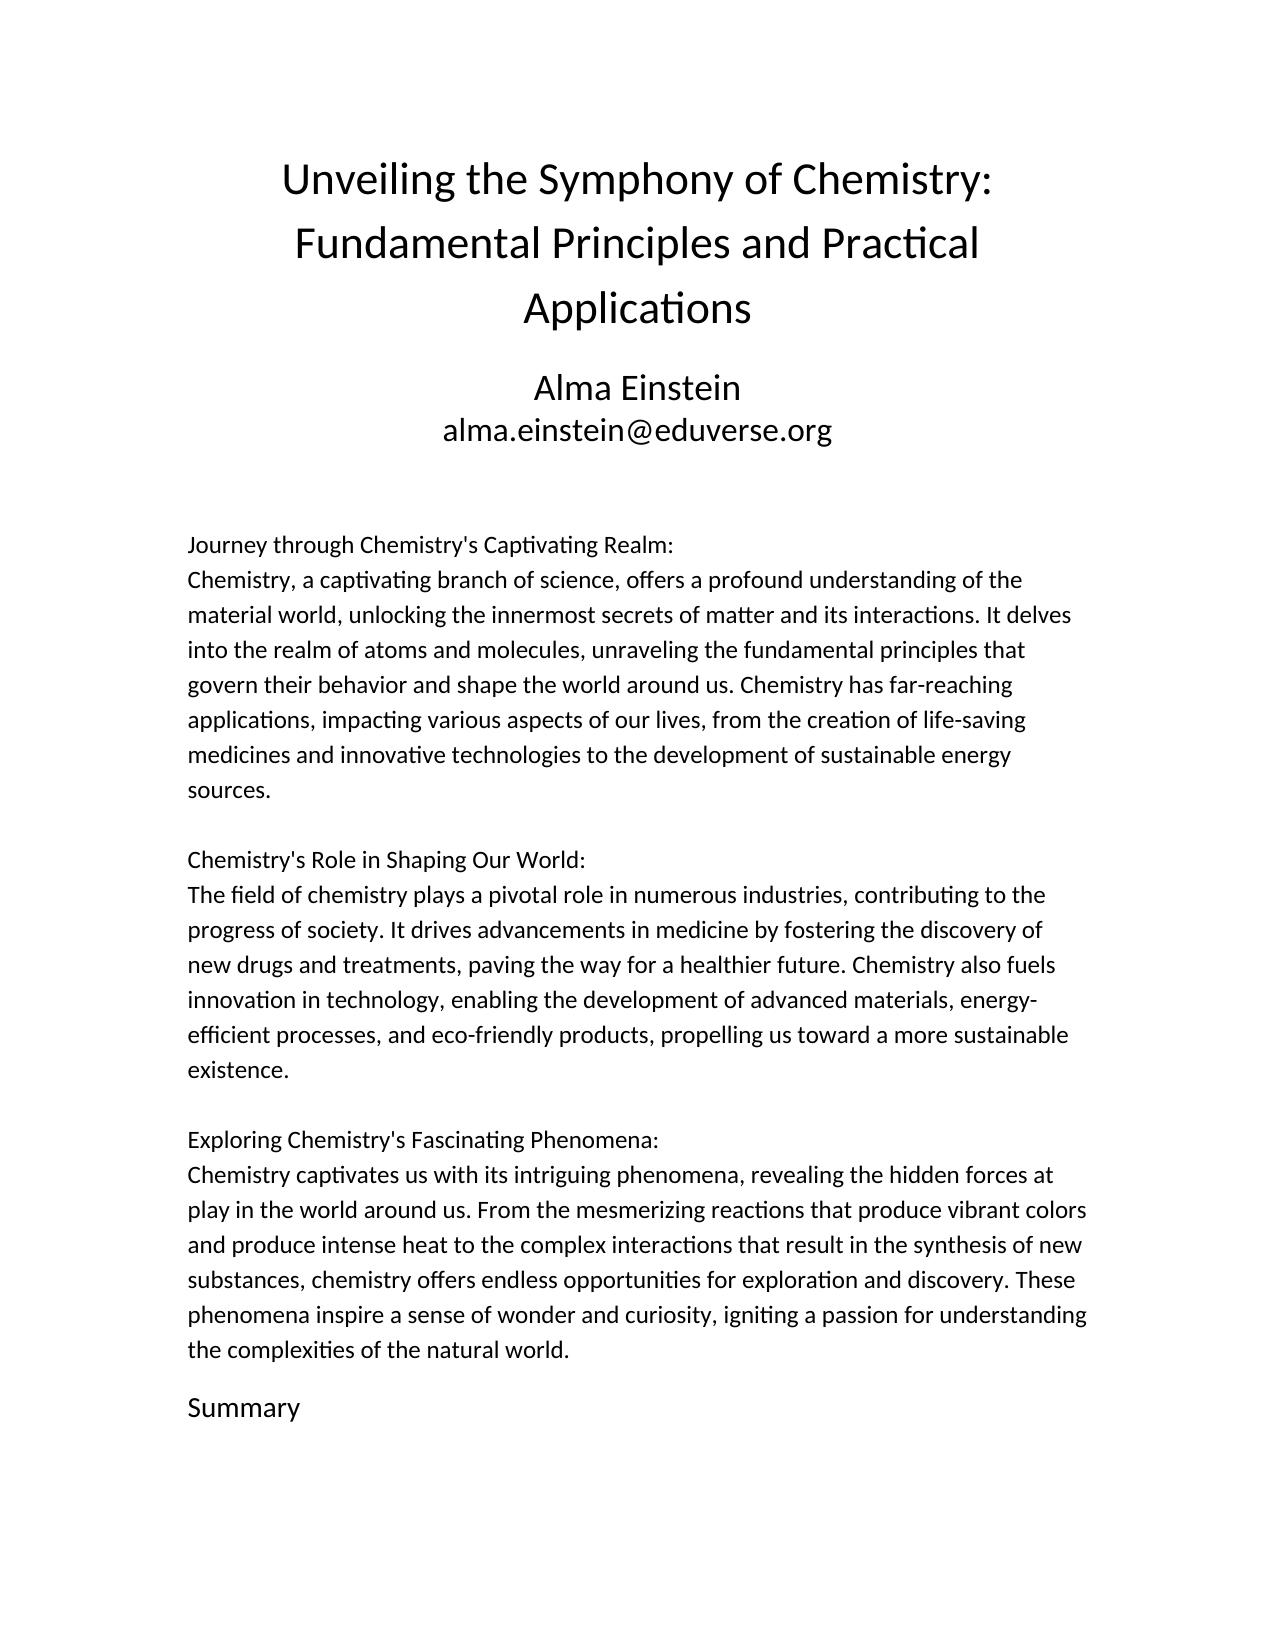 Unveiling the Symphony of Chemistry:
Fundamental Principles and Practical
Applications
Alma Einstein
alma.einstein@eduverse.org
Journey through Chemistry's Captivating Realm:
Chemistry, a captivating branch of science, offers a profound understanding of the
material world, unlocking the innermost secrets of matter and its interactions. It delves
into the realm of atoms and molecules, unraveling the fundamental principles that
govern their behavior and shape the world around us. Chemistry has far-reaching
applications, impacting various aspects of our lives, from the creation of life-saving
medicines and innovative technologies to the development of sustainable energy
sources.
Chemistry's Role in Shaping Our World:
The field of chemistry plays a pivotal role in numerous industries, contributing to the
progress of society. It drives advancements in medicine by fostering the discovery of
new drugs and treatments, paving the way for a healthier future. Chemistry also fuels
innovation in technology, enabling the development of advanced materials, energy-
efficient processes, and eco-friendly products, propelling us toward a more sustainable
existence.
Exploring Chemistry's Fascinating Phenomena:
Chemistry captivates us with its intriguing phenomena, revealing the hidden forces at
play in the world around us. From the mesmerizing reactions that produce vibrant colors
and produce intense heat to the complex interactions that result in the synthesis of new
substances, chemistry offers endless opportunities for exploration and discovery. These
phenomena inspire a sense of wonder and curiosity, igniting a passion for understanding
the complexities of the natural world.
Summary